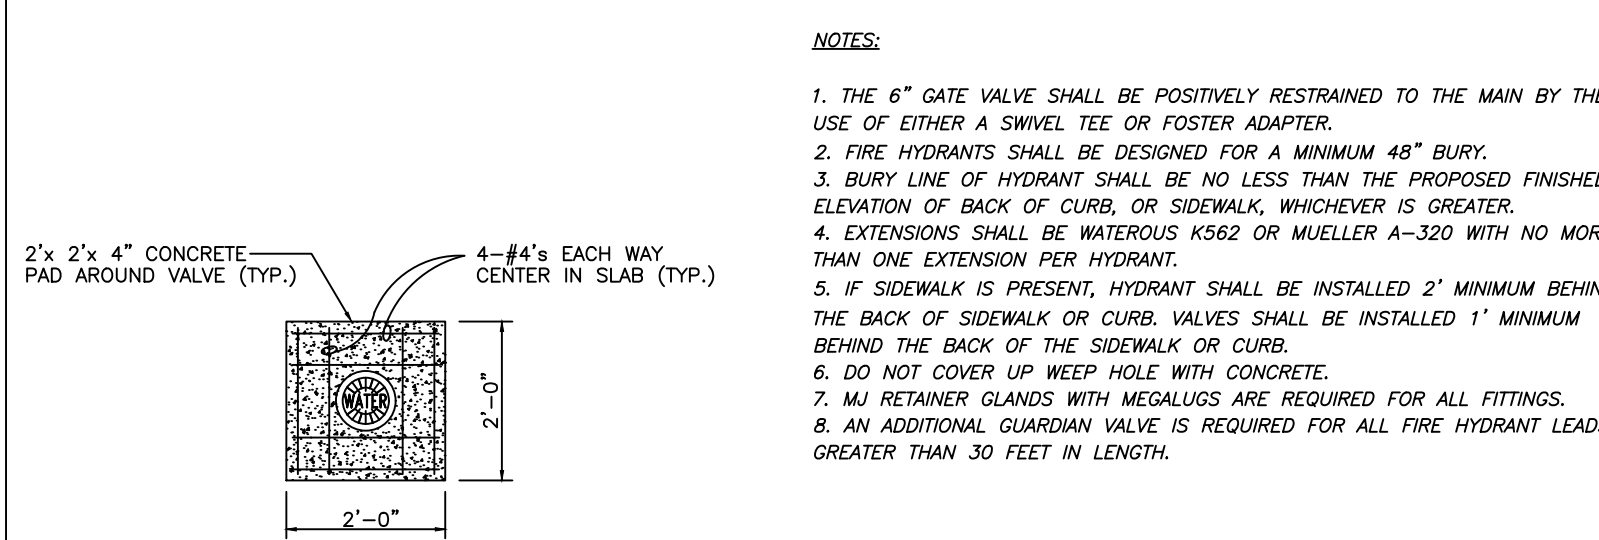 NOTES:
1. THE 6” GATE VALVE SHALL BE POSITIVELY RESTRAINED TO THE MAIN BY THE
USE OF EITHER A SWIVEL TEE OR FOSTER ADAPTER.
2. FIRE HYDRANTS SHALL BE DESIGNED FOR A MINIMUM 48” BURY.
3. BURY LINE OF HYDRANT SHALL BE NO LESS THAN THE PROPOSED FINISHED
ELEVATION OF BACK OF CURB, OR SIDEWALK, WHICHEVER IS GREATER.
4. EXTENSIONS SHALL BE WATEROUS K562 OR MUELLER A-320 WITH NO MOR
THAN ONE EXTENSION PER HYDRANT.
5. IF SIDEWALK IS PRESENT, HYDRANT SHALL BE INSTALLED 2' MINIMUM BEHIN
THE BACK OF SIDEWALK OR CURB. VALVES SHALL BE INSTALLED 1' MINIMUM
BEHIND THE BACK OF THE SIDEWALK OR CURB.
6. DO NOT COVER UP WEEP HOLE WITH CONCRETE.
7. MJ RETAINER GLANDS WITH MEGALUGS ARE REQUIRED FOR ALL FITTINGS.
8. AN ADDITIONAL GUARDIAN VALVE IS REQUIRED FOR ALL FIRE HYDRANT LEADS
GREATER THAN 30 FEET IN LENGTH.
2'x 2'x 4” CONCRETE
PAD AROUND VALVE (TYP.)
4-#4's EACH WAY
CENTER IN SLAB (TYP.)
WATER
2'-0”
2'-0”